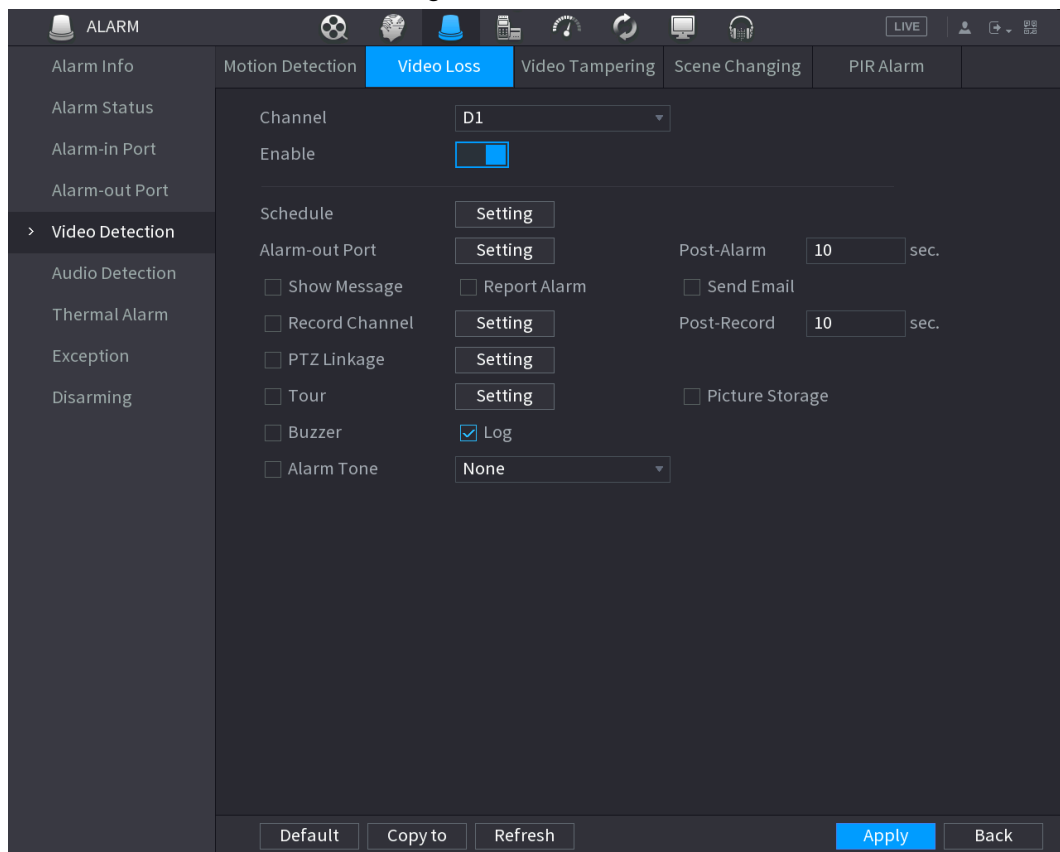 ALARM LIVE
Alarm Info
Alarm Status
Alarm-in Port
Alarm-out Port
> Video Detection
Audio Detection
Thermal Alarm
Exception
Disarming
Motion Detection Video Loss Video Tampering Scene Changing PIR Alarm
Channel D1
Enable
Schedule Setting
Alarm-out Port Setting Post-Alarm 10 sec.
Show Message Report Alarm Send Email
Record Channel Setting Post-Record 10 sec.
PTZ Linkage Setting
Tour Setting Picture Storage
Buzzer Log
Alarm Tone None
Default Copy to Refresh Apply Back